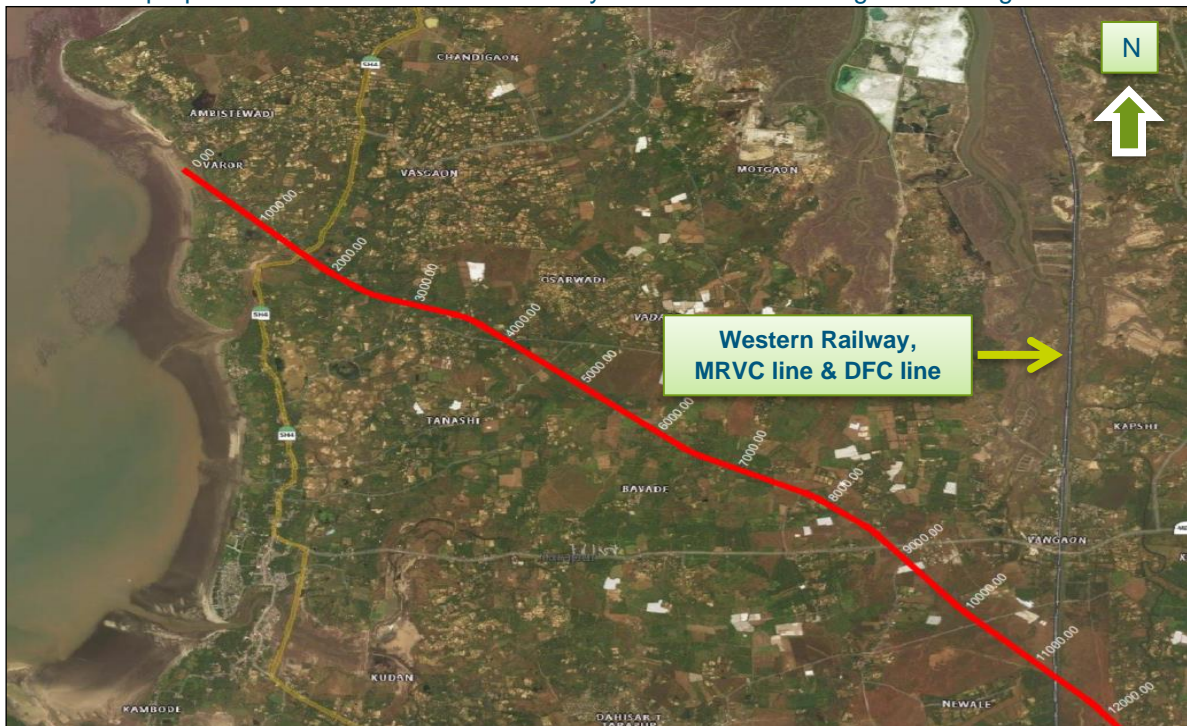 N
CHANDIGAON
SH4
AMBISTEWADI
VAROR
0.00
VASGAON
MOTGAON
1000.00
2000.00
3000.00
OSARWADI
SH4
4000.00
VADA
Western Railway,
MRVC line & DFC line
5000.00
6000.00
TANASHI
KAPSHI
SH4
7000.00
BAVADE
8000.00
9000.00
VANGAON
10000.00
11000.00
KUDAN
NEWALE
KAMBODE
DAHISAR T
12000.00